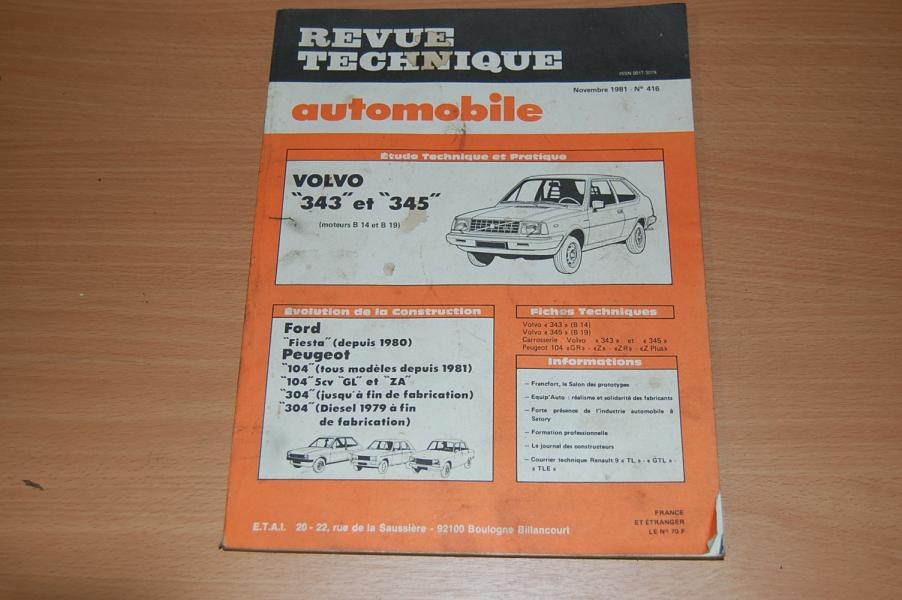 REVUE
TECHNIQUE
ISSN 0017-307X
Novembre 1981 - N° 416
automobile
Étude Technique et Pratique
VOLVO
"343" et "345"
(moteurs B 14 et B 19)
Évolution de la Construction
Ford
"Fiesta" (depuis 1980)
Peugeot
"104" (tous modèles depuis 1981)
"104" 5cv "GL" et "ZA"
"304" (jusqu'à fin de fabrication)
"304" (Diesel 1979 à fin
de fabrication)
Fiches Techniques
Volvo « 343 » (B 14)
Volvo « 345 » (B 19)
Carrosserie Volvo « 343 » et « 345 »
Peugeot 104 «GR» - «Z» - «ZR» - «Z Plus»
Informations
— Francfort, le Salon des prototypes
— Equip'Auto : réalisme et solidarité des fabricants
— Forte présence de l'industrie automobile à
Satory
— Formation professionnelle
— Le journal des constructeurs
— Courrier technique Renault 9 « TL » - « GTL » -
« TLE »
E.T.A.I. 20 - 22, rue de la Saussière - 92100 Boulogne Billancourt
FRANCE
ET ÉTRANGER
LE N° 70 F